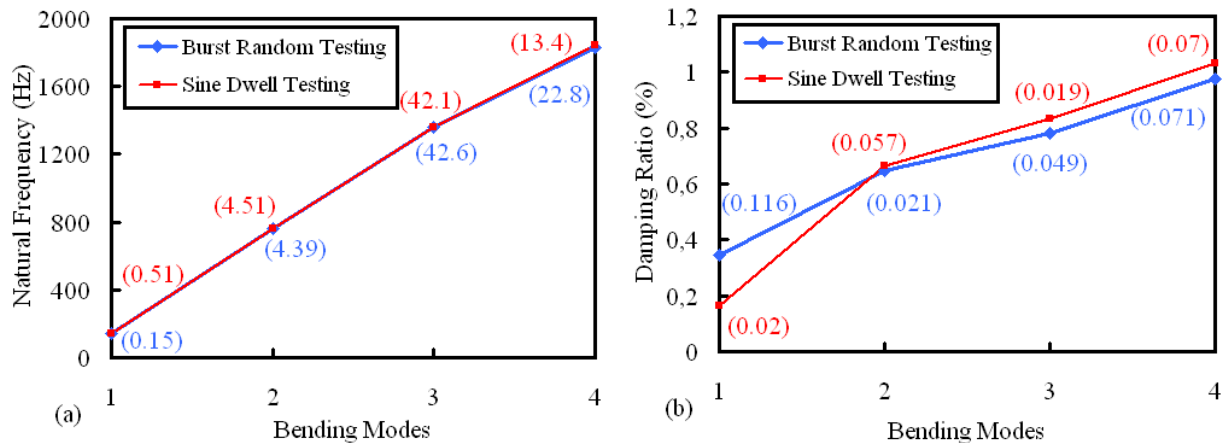 Natural Frequency (Hz)
2000
1600
1200
800
400
0
Burst Random Testing
Sine Dwell Testing
(13.4)
(22.8)
(42.1)
(42.6)
(4.51)
(4.39)
(0.51)
(0.15)
1 2 3 4
(a)
Bending Modes
Damping Ratio (%)
1,2
1
0,8
0,6
0,4
0,2
0
Burst Random Testing
Sine Dwell Testing
(0.07)
(0.071)
(0.019)
(0.049)
(0.057)
(0.021)
(0.116)
(0.02)
1 2 3 4
(b)
Bending Modes